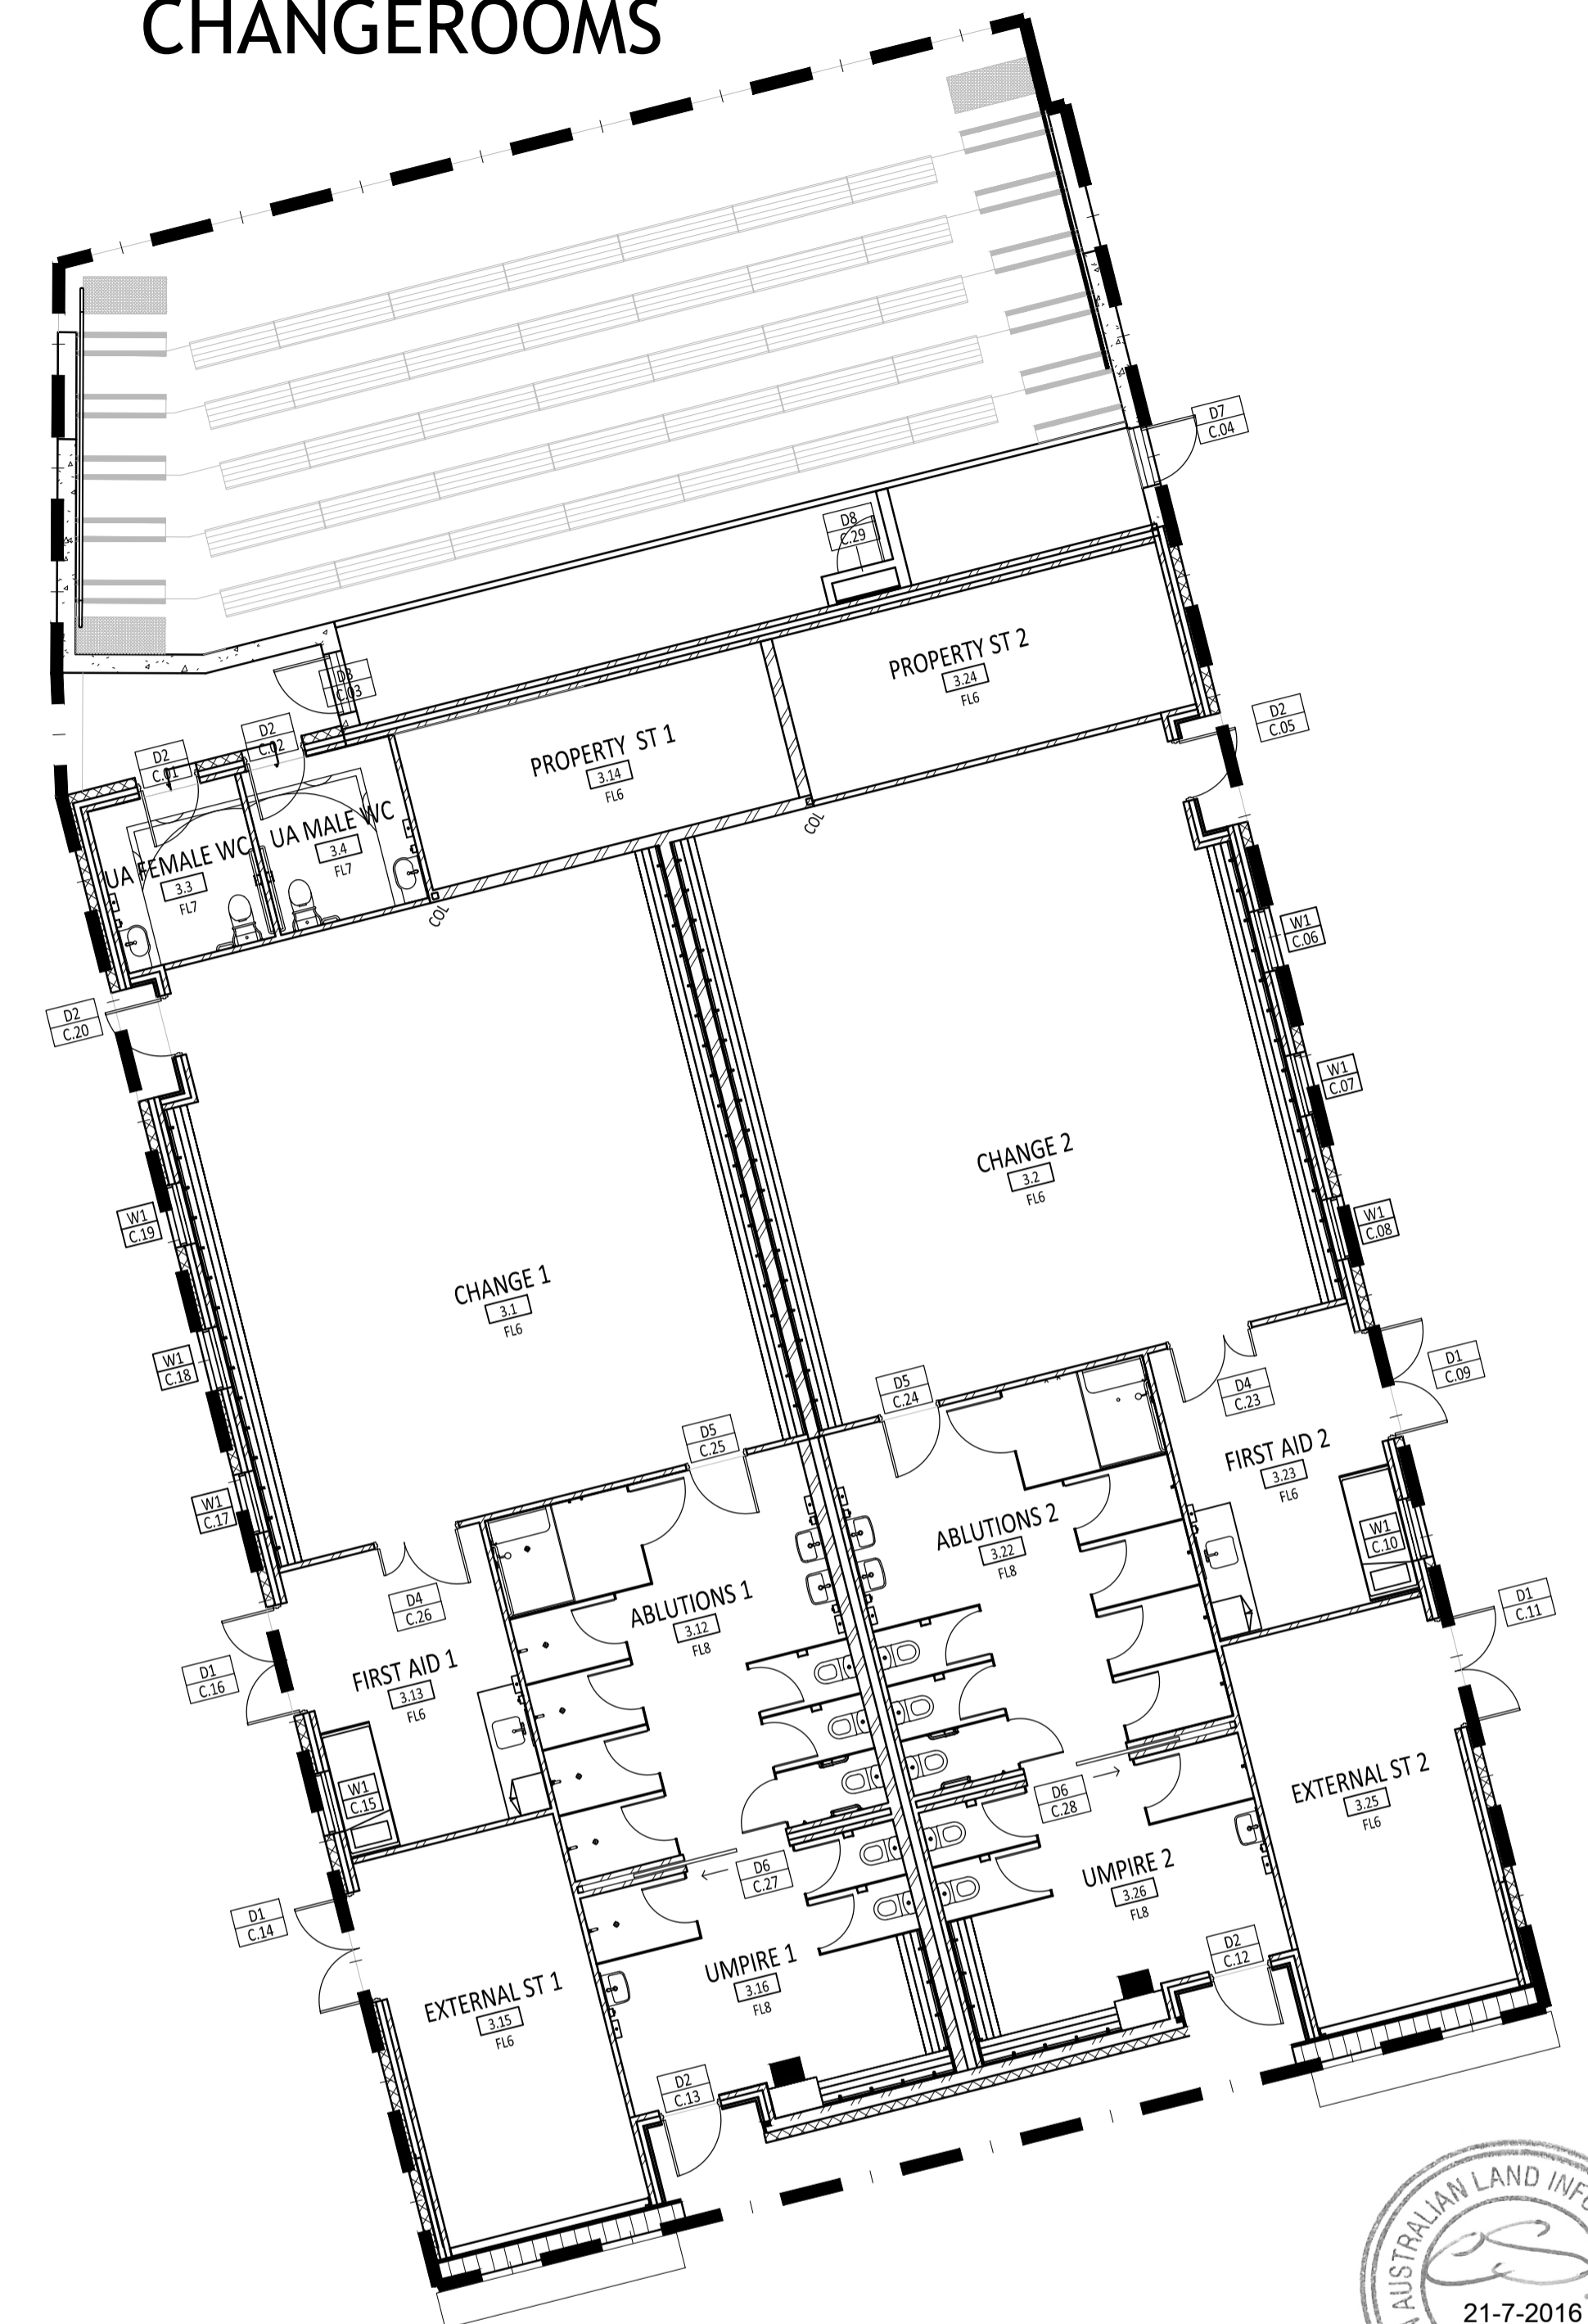 CHANGEROOMS
D7
C.04
D8
C.29
D3
C.03
PROPERTY ST 2
3.24
FL6
D2
C.05
D2
C.02
D2
C.01
PROPERTY ST 1
3.14
FL6
UA MALE WC
3.4
FL7
UA FEMALE WC
3.3
FL7
COL
COL
W1
C.06
D2
C.20
W1
C.07
CHANGE 2
3.2
FL6
W1
C.19
W1
C.08
CHANGE 1
3.1
FL6
W1
C.18
D1
C.09
D5
C.24
D4
C.23
D5
C.25
FIRST AID 2
3.23
FL6
W1
C.17
ABLUTIONS 2
3.22
FL8
W1
C.10
D4
C.26
ABLUTIONS 1
3.12
FL8
D1
C.11
D1
C.16
FIRST AID 1
3.13
FL6
W1
C.15
D6
C.28
EXTERNAL ST 2
3.25
FL6
D6
C.27
UMPIRE 2
3.26
FL8
D1
C.14
D2
C.12
UMPIRE 1
3.16
FL8
EXTERNAL ST 1
3.15
FL6
D2
C.13
AUSTRALIAN LAND INFO
21-7-2016